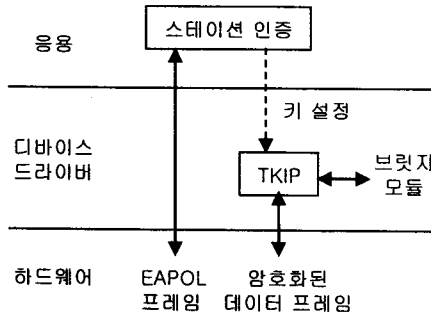 응용
스테이션 인증
키 설정
디바이스
드라이버
TKIP
브릿지
모듈
하드웨어
EAPOL
프레임
암호화된
데이터 프레임